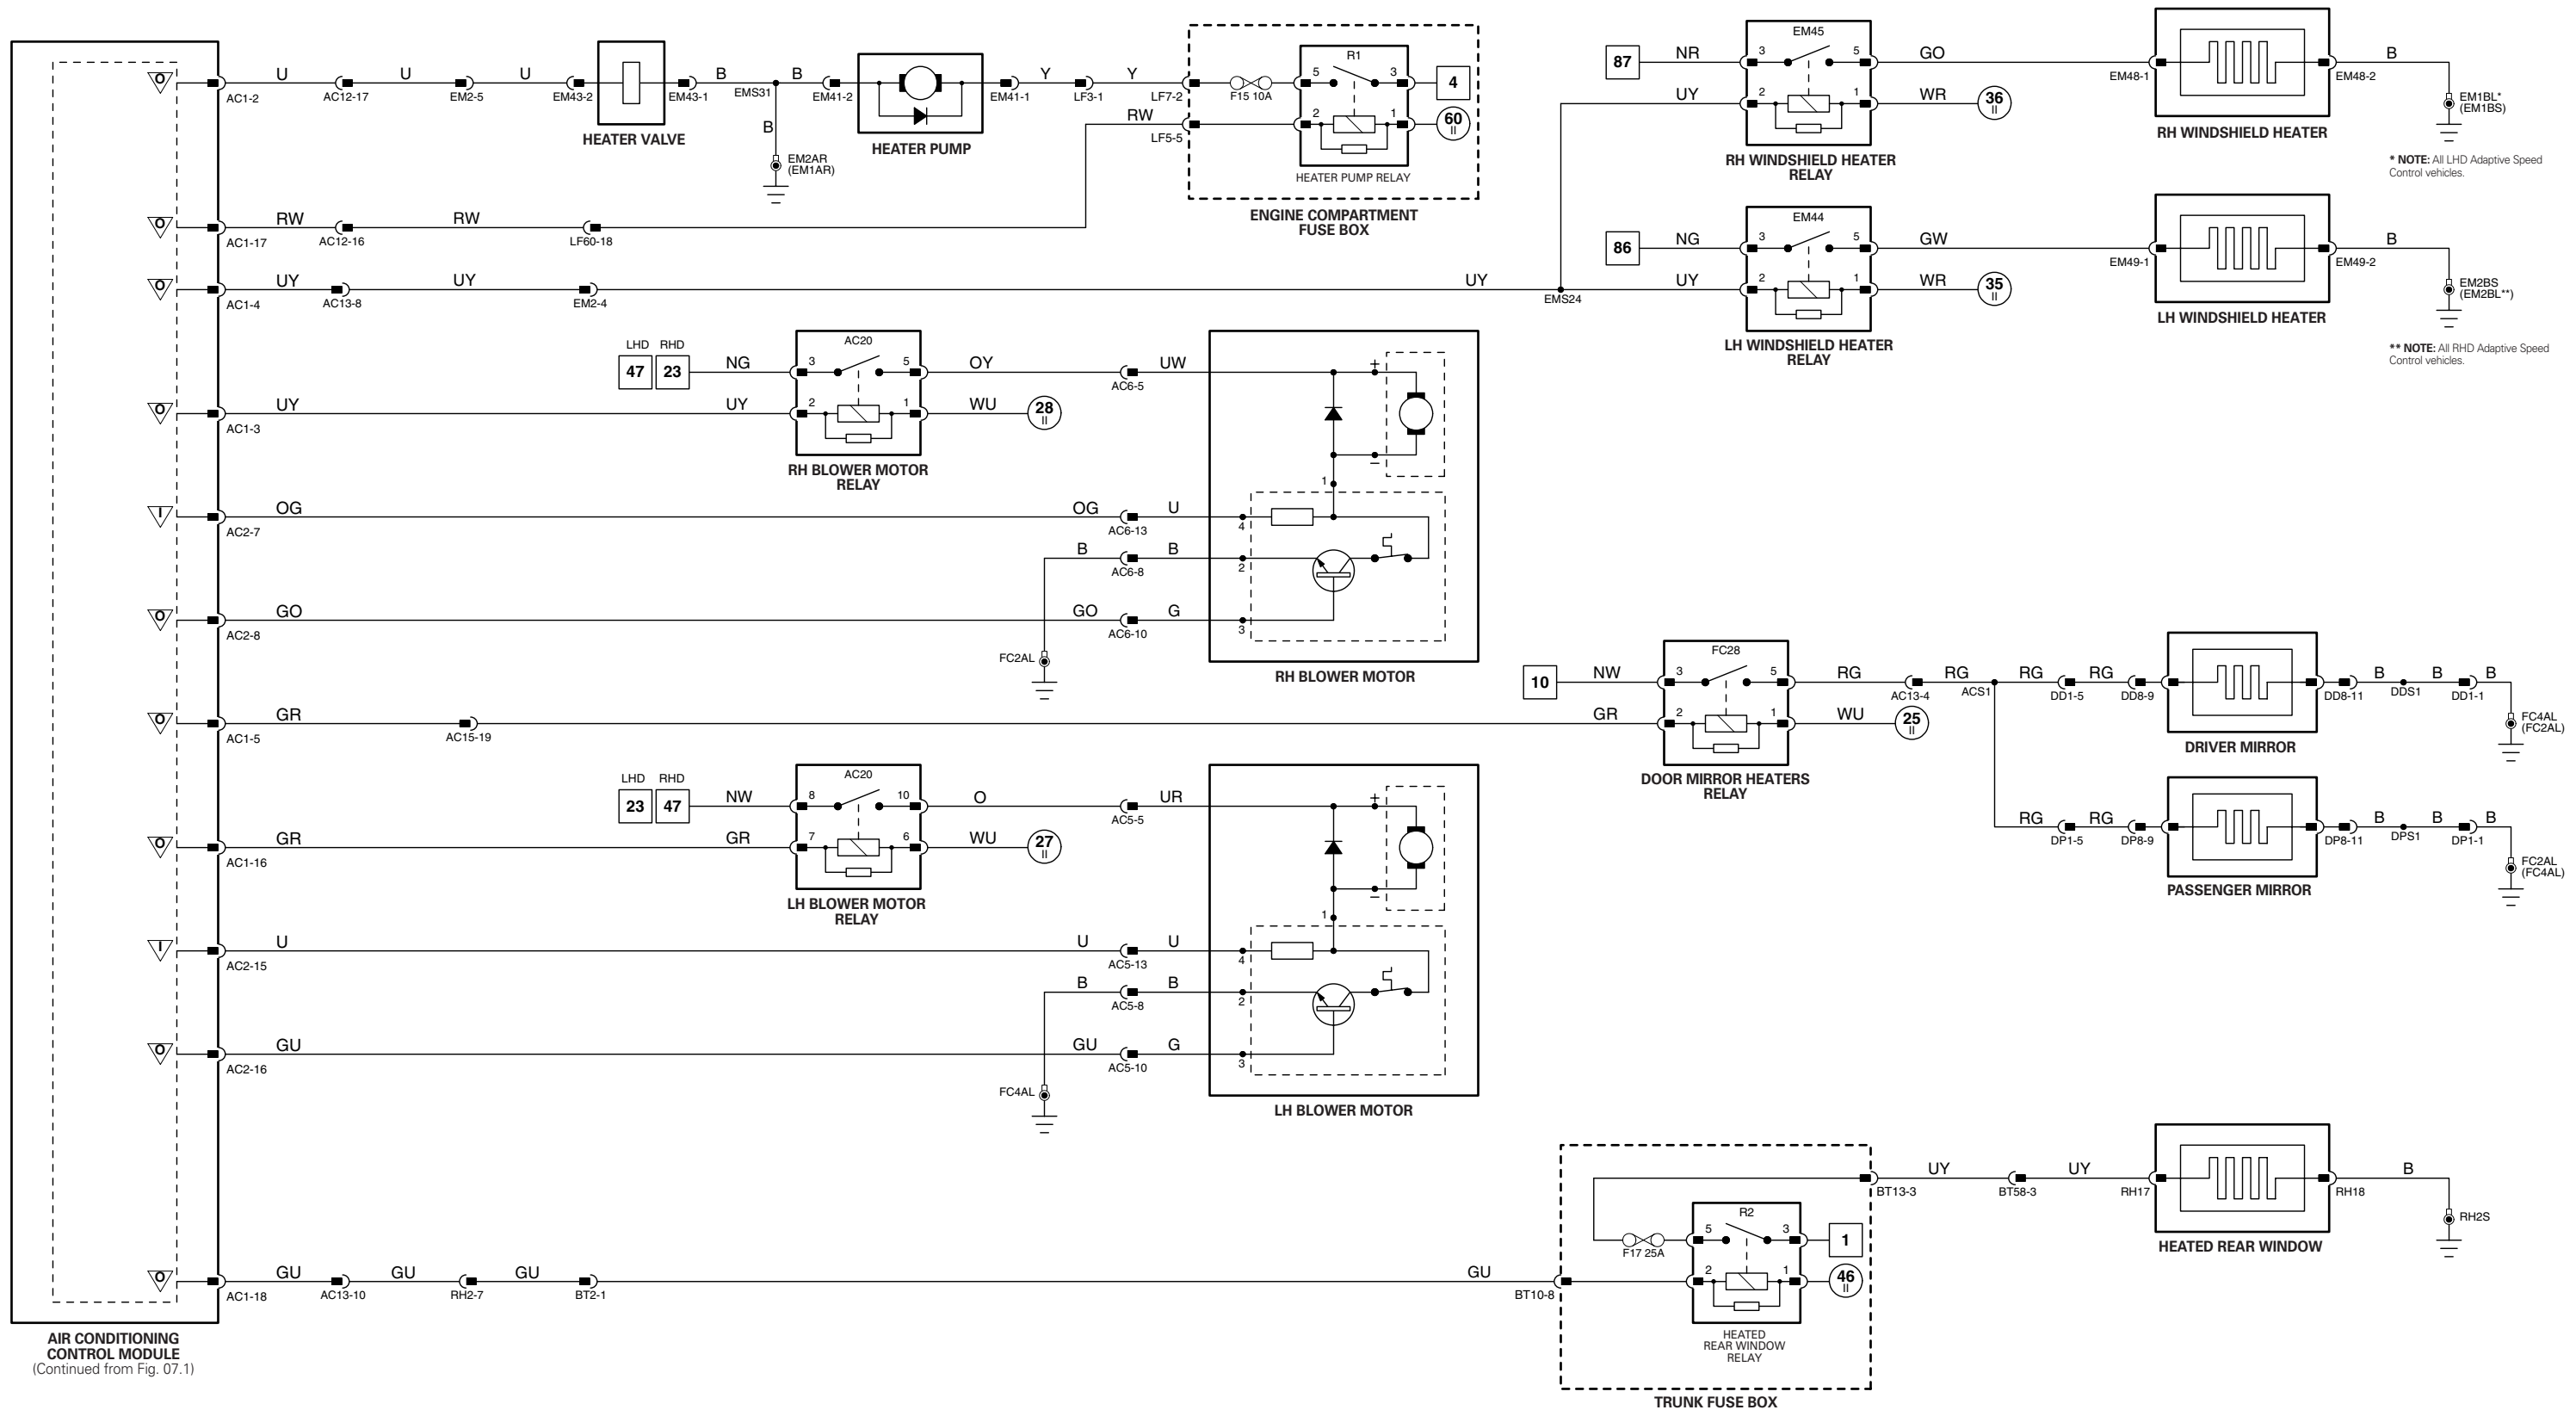 O U U U HEATER VALVE B B HEATER PUMP Y Y
AC1-2 AC12-17 EM2-5 EM43-2 EM43-1 EMS31 EM41-2 EM41-1 LF3-1 LF7-2
B
EM2AR
(EM1AR)
F15 10A
R1
5 3
4
RW
LF5-5
2 1
60
II
HEATER PUMP RELAY
ENGINE COMPARTMENT
FUSE BOX
O RW RW
AC1-17 AC12-16 LF60-18
O UY UY UY
AC1-4 AC13-8 EM2-4 EMS24
87 NR
EM45
3 5
GO
EM48-1 EM48-2
B
UY
2 1
WR
36
II
RH WINDSHIELD HEATER
RELAY
RH WINDSHIELD HEATER
EM1BL*
(EM1BS)
* NOTE: All LHD Adaptive Speed
Control vehicles.
86 NG
EM44
3 5
GW
EM49-1 EM49-2
B
UY
2 1
WR
35
II
LH WINDSHIELD HEATER
RELAY
LH WINDSHIELD HEATER
EM2BS
(EM2BL**)
** NOTE: All RHD Adaptive Speed
Control vehicles.
LHD RHD
47 23
NG
AC20
3 5
OY
AC6-5
UW
+
O UY UY
AC1-3
2 1
WU
28
II
RH BLOWER MOTOR
RELAY
–
1
I OG OG U
AC2-7 AC6-13
4
B B
AC6-8
2
O GO GO G
AC2-8 AC6-10
3
FC2AL
RH BLOWER MOTOR
10 NW
FC28
3 5
RG RG RG RG
AC13-4 ACS1 DD1-5 DD8-9
B B B
DD8-11 DDS1 DD1-1
DRIVER MIRROR
FC4AL
(FC2AL)
O GR GR
AC1-5 AC15-19
2 1
WU
25
II
DOOR MIRROR HEATERS
RELAY
RG RG
DP1-5 DP8-9
B B B
DP8-11 DPS1 DP1-1
PASSENGER MIRROR
FC2AL
(FC4AL)
LHD RHD
23 47
NW
AC20
8 10
O
AC5-5
UR
+
O GR GR
AC1-16
7 6
WU
27
II
LH BLOWER MOTOR
RELAY
–
1
I U U U
AC2-15 AC5-13
4
B B
AC5-8
2
O GU GU G
AC2-16 AC5-10
3
FC4AL
LH BLOWER MOTOR
BT13-3
UY UY
BT58-3
RH17 RH18
B
RH2S
HEATED REAR WINDOW
F17 25A
R2
5 3
1
O GU GU GU GU
AC1-18 AC13-10 RH2-7 BT2-1 BT10-8
2 1
46
II
HEATED
REAR WINDOW
RELAY
TRUNK FUSE BOX
AIR CONDITIONING
CONTROL MODULE
(Continued from Fig. 07.1)